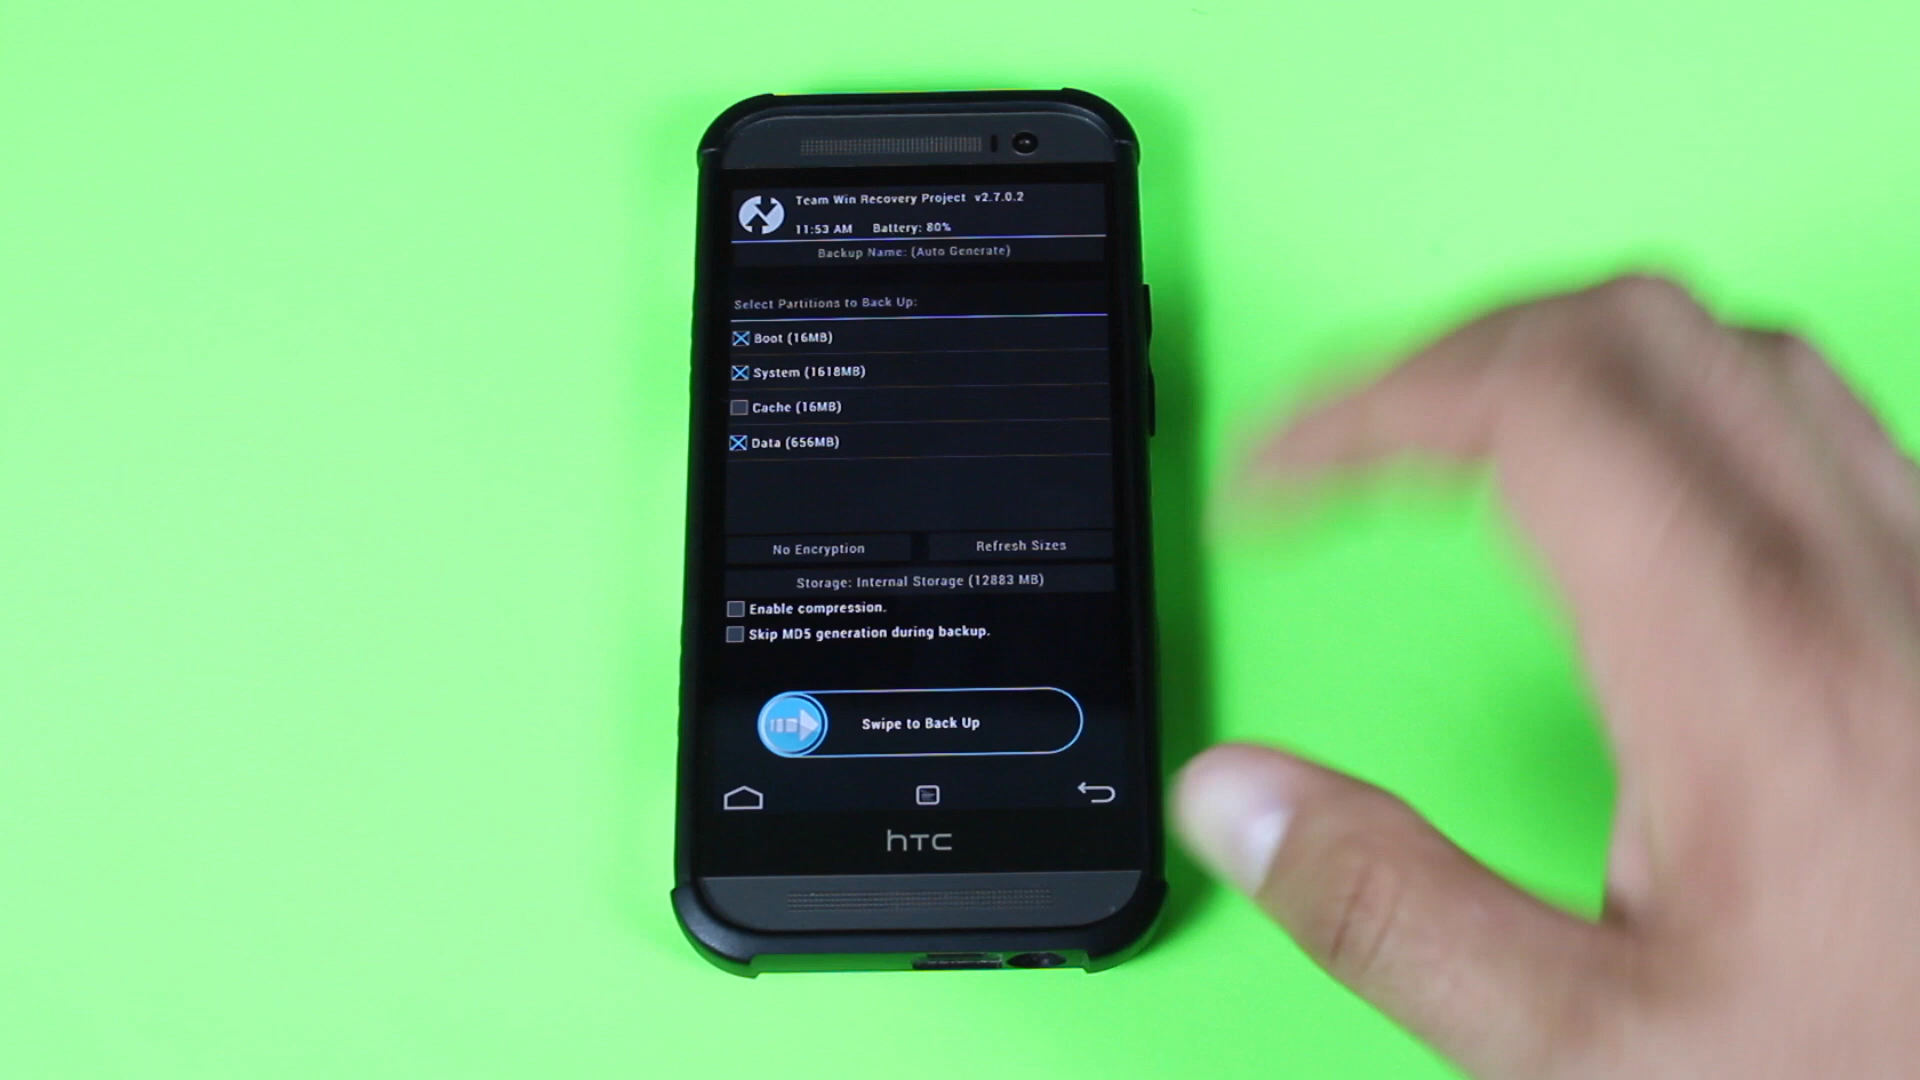 Team Win Recovery Project v2.7.0.2
11:53 AM Battery: 80%
Backup Name: (Auto Generate)
Select Partitions to Back Up:
Boot (16MB)
System (1618MB)
Cache (16MB)
Data (656MB)
No Encryption Refresh Sizes
Storage: Internal Storage (12883 MB)
Enable compression.
Skip MD5 generation during backup.
Swipe to Back Up
hTC